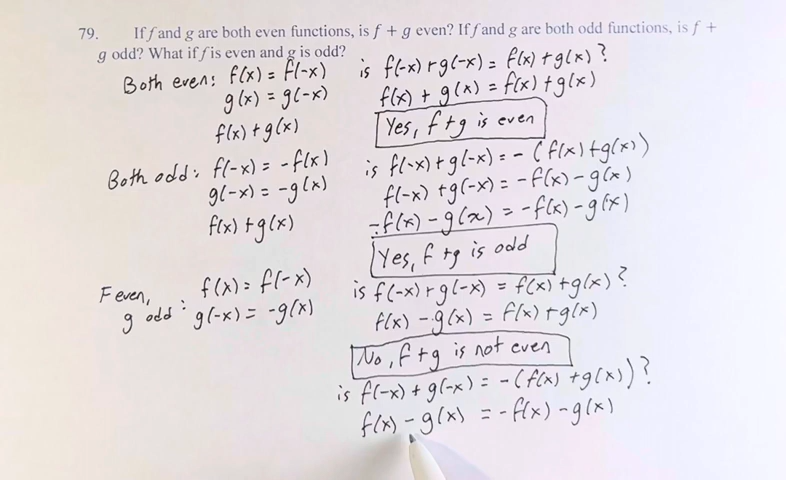 79. If f and g are both even functions, is f + g even? If f and g are both odd functions, is f +
g odd? What if f is even and g is odd?
Both even: f(x) = f(-x)
g(x) = g(-x)
f(x)+g(x)
is f(-x)+g(-x) = f(x)+g(x)?
f(x) + g(x) = f(x)+g(x)
Yes, f+g is even
Both odd: f(-x) = -f(x)
g(-x) = -g(x)
f(x)+g(x)
is f(-x)+g(-x) = - (f(x)+g(x))
f(-x) +g(-x) = -f(x)-g(x)
-f(x)-g(x) = -f(x)-g(x)
Yes, f+g is odd
F even,
g odd:
f(x) = f(-x)
g(-x) = -g(x)
is f(-x)+g(-x) = f(x)+g(x)?
f(x) -g(x) = f(x)+g(x)
No, f+g is not even
is f(-x)+g(-x) = -(f(x)+g(x))?
f(x)-g(x) = -f(x)-g(x)